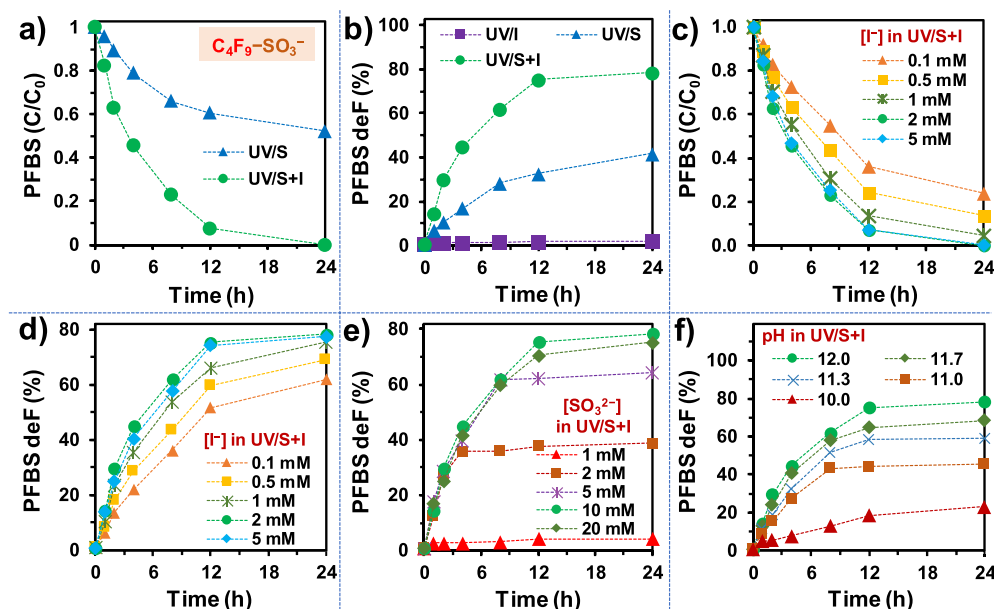 a)
C₄F₉–SO₃⁻
PFBS (C/C₀)
1
0.8
0.6
0.4
0.2
0
UV/S
UV/S+I
0 6 12 18 24
Time (h)
b)
PFBS deF (%)
100
80
60
40
20
0
UV/I
UV/S
UV/S+I
0 6 12 18 24
Time (h)
c)
[I⁻] in UV/S+I
PFBS (C/C₀)
1.0
0.8
0.6
0.4
0.2
0.0
0.1 mM
0.5 mM
1 mM
2 mM
5 mM
0 6 12 18 24
Time (h)
d)
PFBS deF (%)
80
60
40
20
0
[I⁻] in UV/S+I
0.1 mM
0.5 mM
1 mM
2 mM
5 mM
0 6 12 18 24
Time (h)
e)
PFBS deF (%)
80
60
40
20
0
[SO₃²⁻]
in UV/S+I
1 mM
2 mM
5 mM
10 mM
20 mM
0 6 12 18 24
Time (h)
f)
pH in UV/S+I
PFBS deF (%)
100
80
60
40
20
0
12.0
11.7
11.3
11.0
10.0
0 6 12 18 24
Time (h)